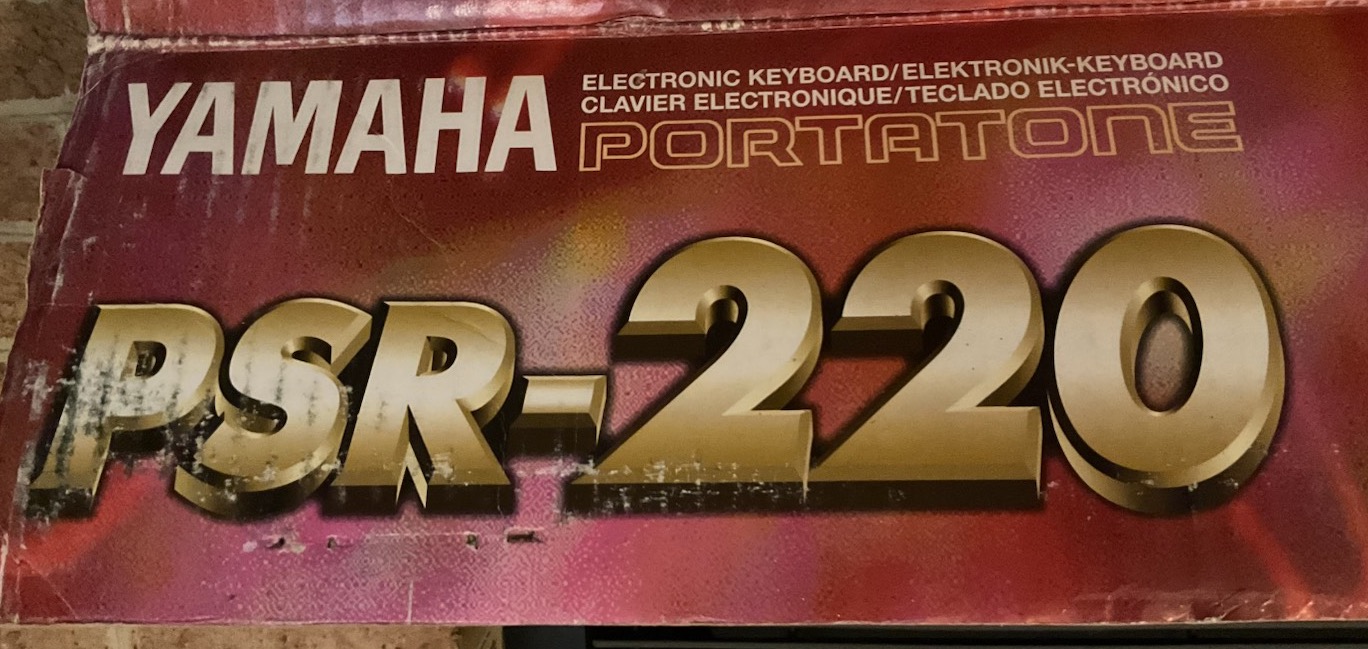 YAMAHA
ELECTRONIC KEYBOARD/ELEKTRONIK-KEYBOARD
CLAVIER ELECTRONIQUE/TECLADO ELECTRÓNICO
PORTATONE
PSR-220